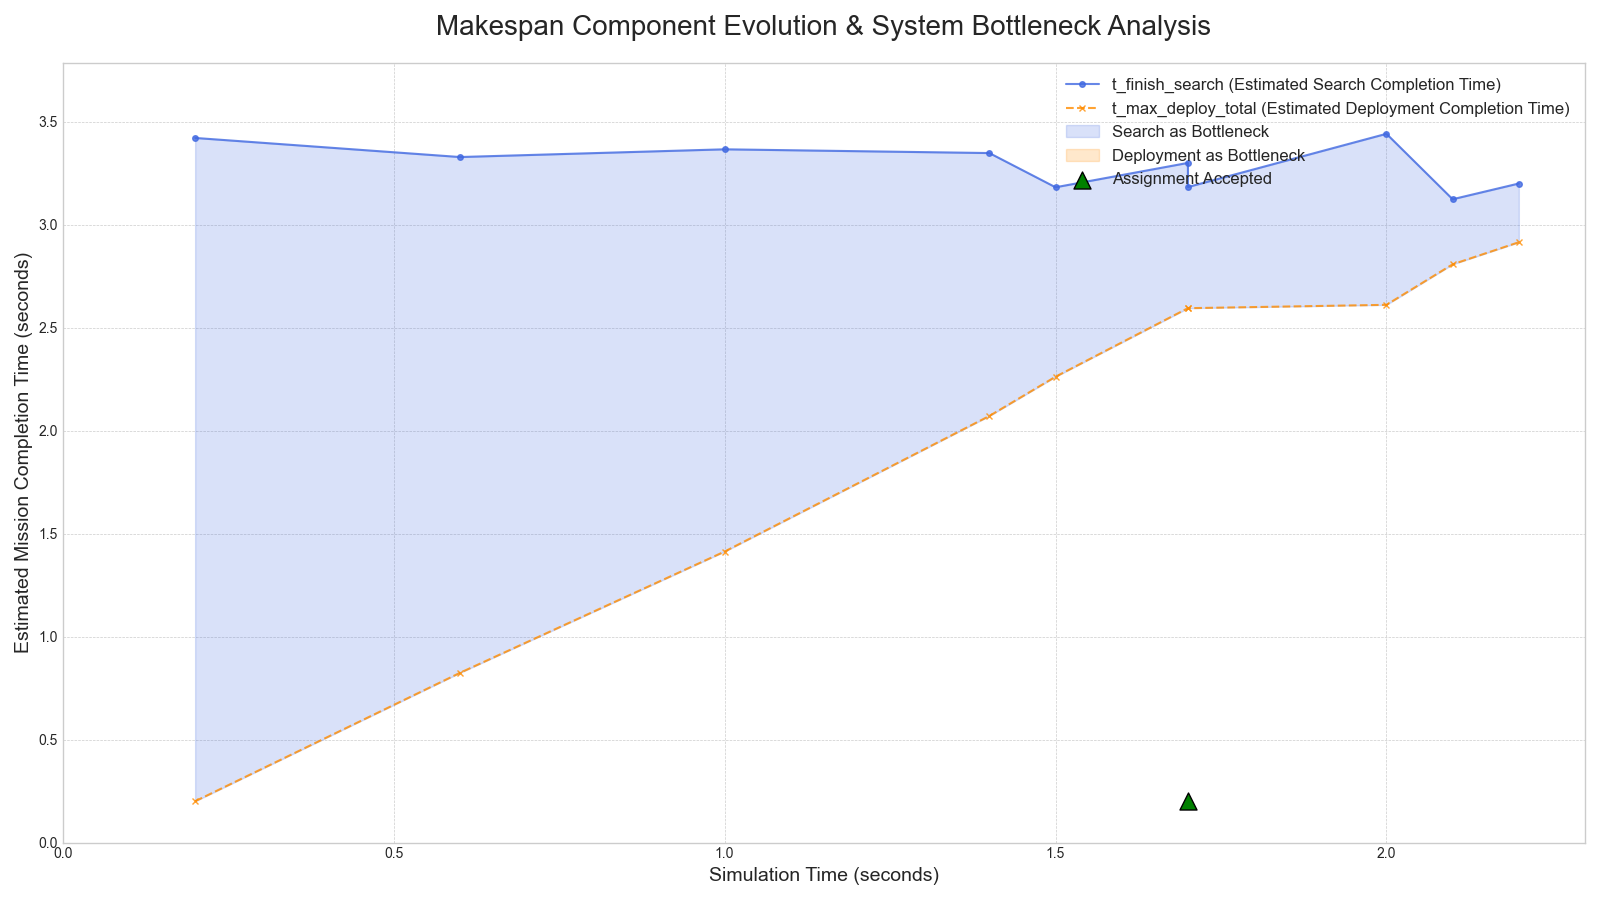 Makespan Component Evolution & System Bottleneck Analysis
t_finish_search (Estimated Search Completion Time)
t_max_deploy_total (Estimated Deployment Completion Time)
Search as Bottleneck
Deployment as Bottleneck
Assignment Accepted
Estimated Mission Completion Time (seconds)
3.5
3.0
2.5
2.0
1.5
1.0
0.5
0.0
0.0 0.5 1.0 1.5 2.0
Simulation Time (seconds)